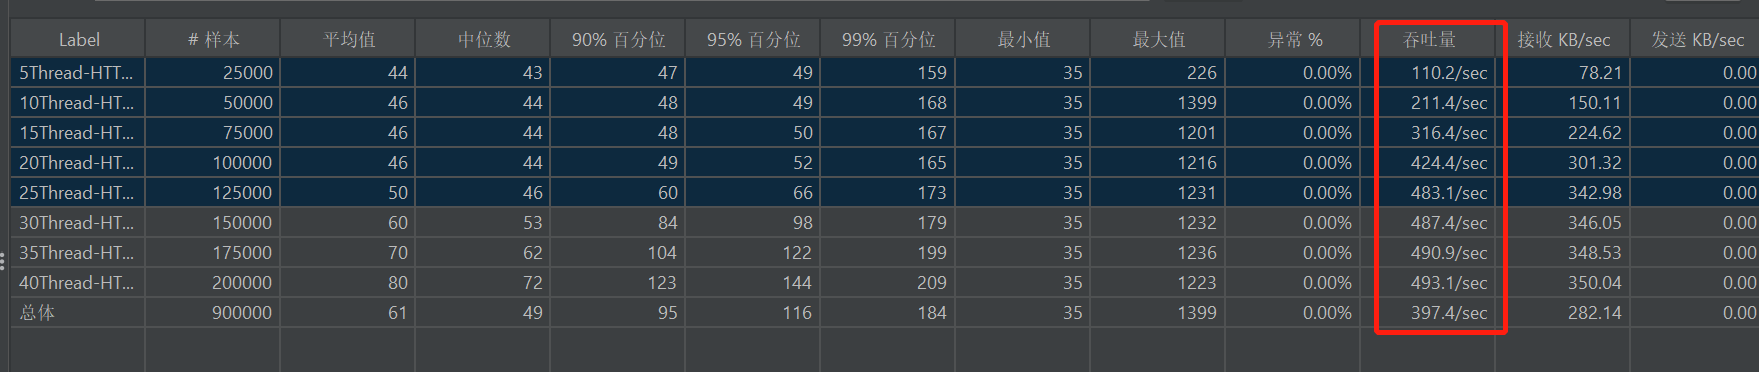 Label # 样本 平均值 中位数 90% 百分位 95% 百分位 99% 百分位 最小值 最大值 异常 % 吞吐量 接收 KB/sec 发送 KB/sec
5Thread-HTT... 25000 44 43 47 49 159 35 226 0.00% 110.2/sec 78.21 0.00
10Thread-HT... 50000 46 44 48 49 168 35 1399 0.00% 211.4/sec 150.11 0.00
15Thread-HT... 75000 46 44 48 50 167 35 1201 0.00% 316.4/sec 224.62 0.00
20Thread-HT... 100000 46 44 49 52 165 35 1216 0.00% 424.4/sec 301.32 0.00
25Thread-HT... 125000 50 46 60 66 173 35 1231 0.00% 483.1/sec 342.98 0.00
30Thread-HT... 150000 60 53 84 98 179 35 1232 0.00% 487.4/sec 346.05 0.00
35Thread-HT... 175000 70 62 104 122 199 35 1236 0.00% 490.9/sec 348.53 0.00
40Thread-HT... 200000 80 72 123 144 209 35 1223 0.00% 493.1/sec 350.04 0.00
总体 900000 61 49 95 116 184 35 1399 0.00% 397.4/sec 282.14 0.00